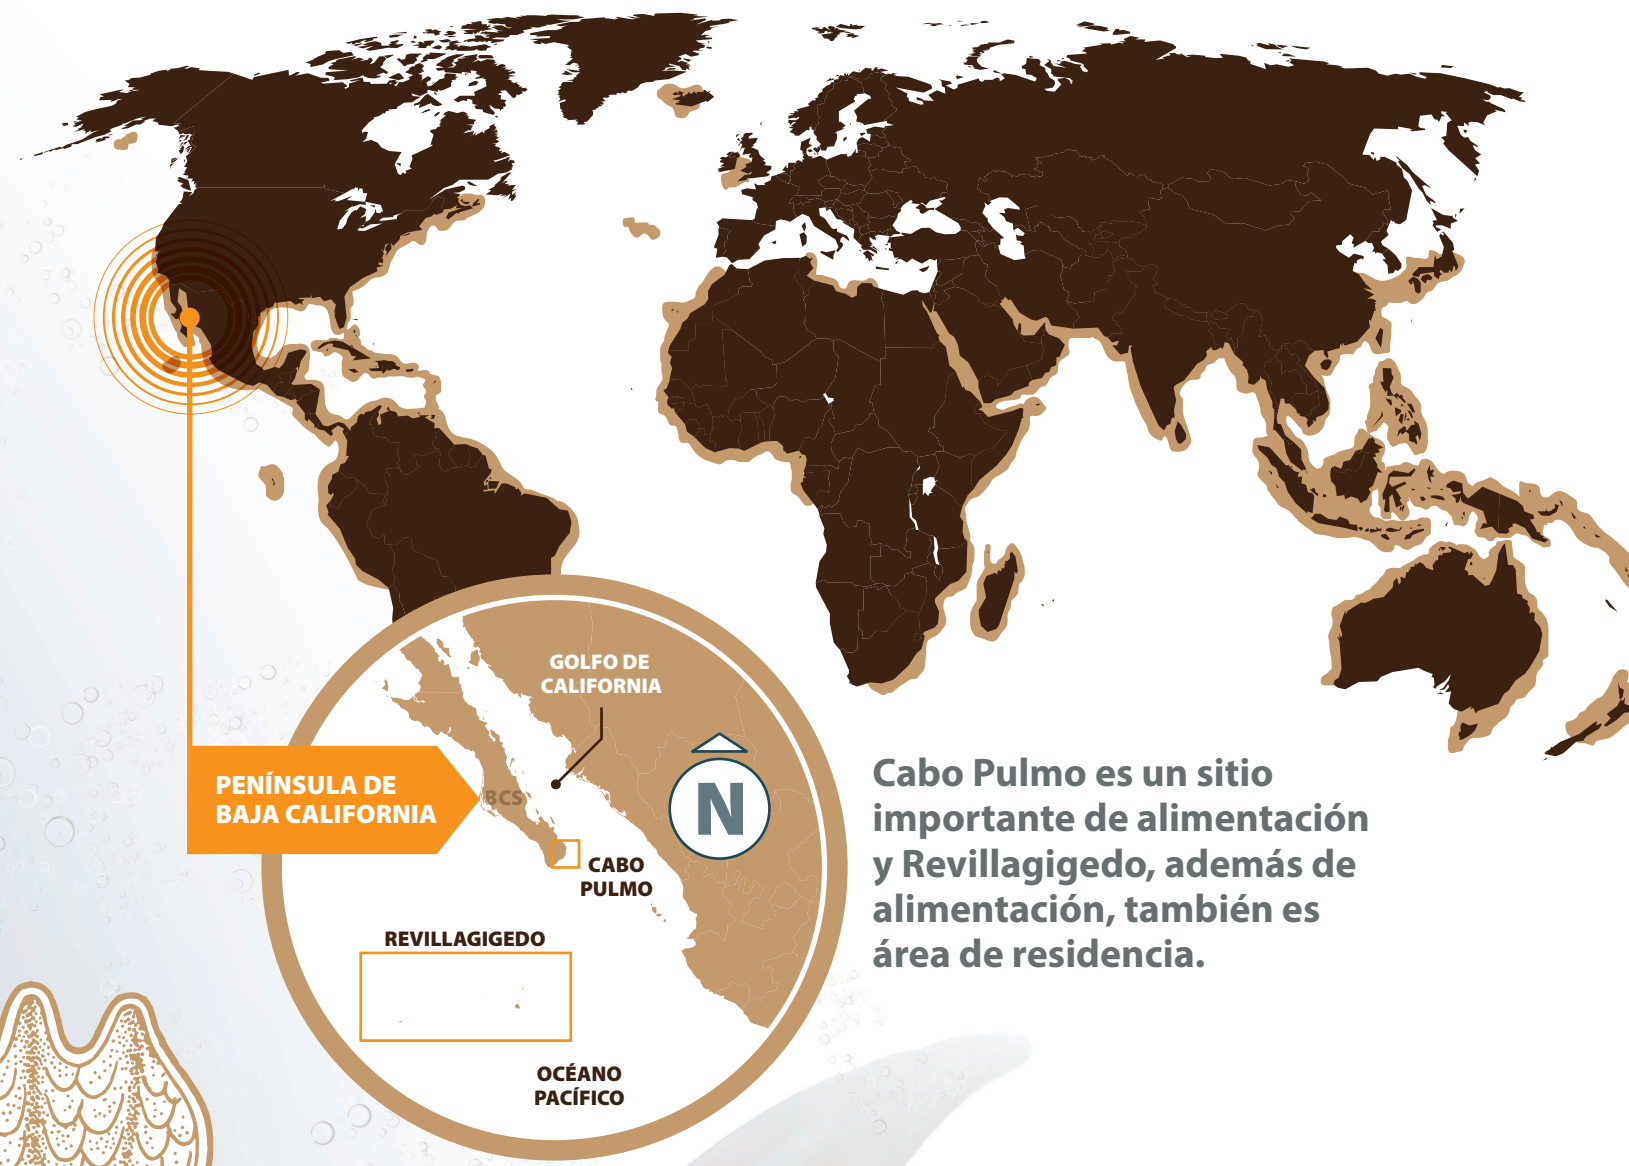 GOLFO DE
CALIFORNIA
PENÍNSULA DE
BAJA CALIFORNIA
BCS
N
CABO
PULMO
REVILLAGIGEDO
OCÉANO
PACÍFICO
Cabo Pulmo es un sitio
importante de alimentación
y Revillagigedo, además de
alimentación, también es
área de residencia.